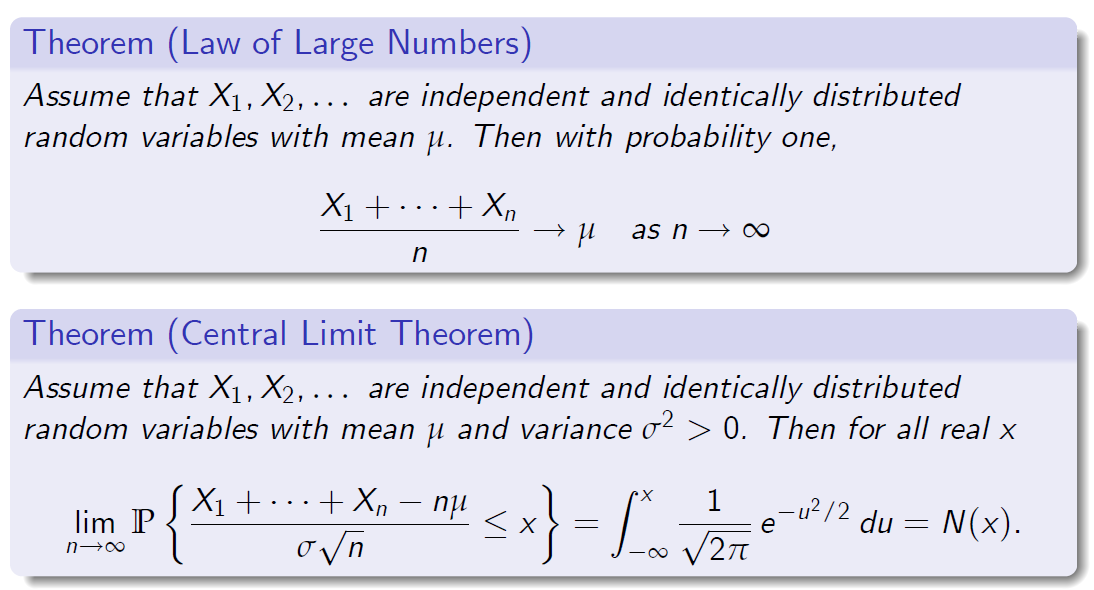 Theorem (Law of Large Numbers)
Assume that X₁, X₂, . . . are independent and identically distributed
random variables with mean μ. Then with probability one,
(X₁ + · · · + Xₙ) / n → μ as n → ∞
Theorem (Central Limit Theorem)
Assume that X₁, X₂, . . . are independent and identically distributed
random variables with mean μ and variance σ² > 0. Then for all real x
lim_{n→∞} ℙ { (X₁ + · · · + Xₙ − nμ) / (σ√n) ≤ x } = ∫_{−∞}^{x} (1 / √(2π)) e^{−u²/2} du = N(x).